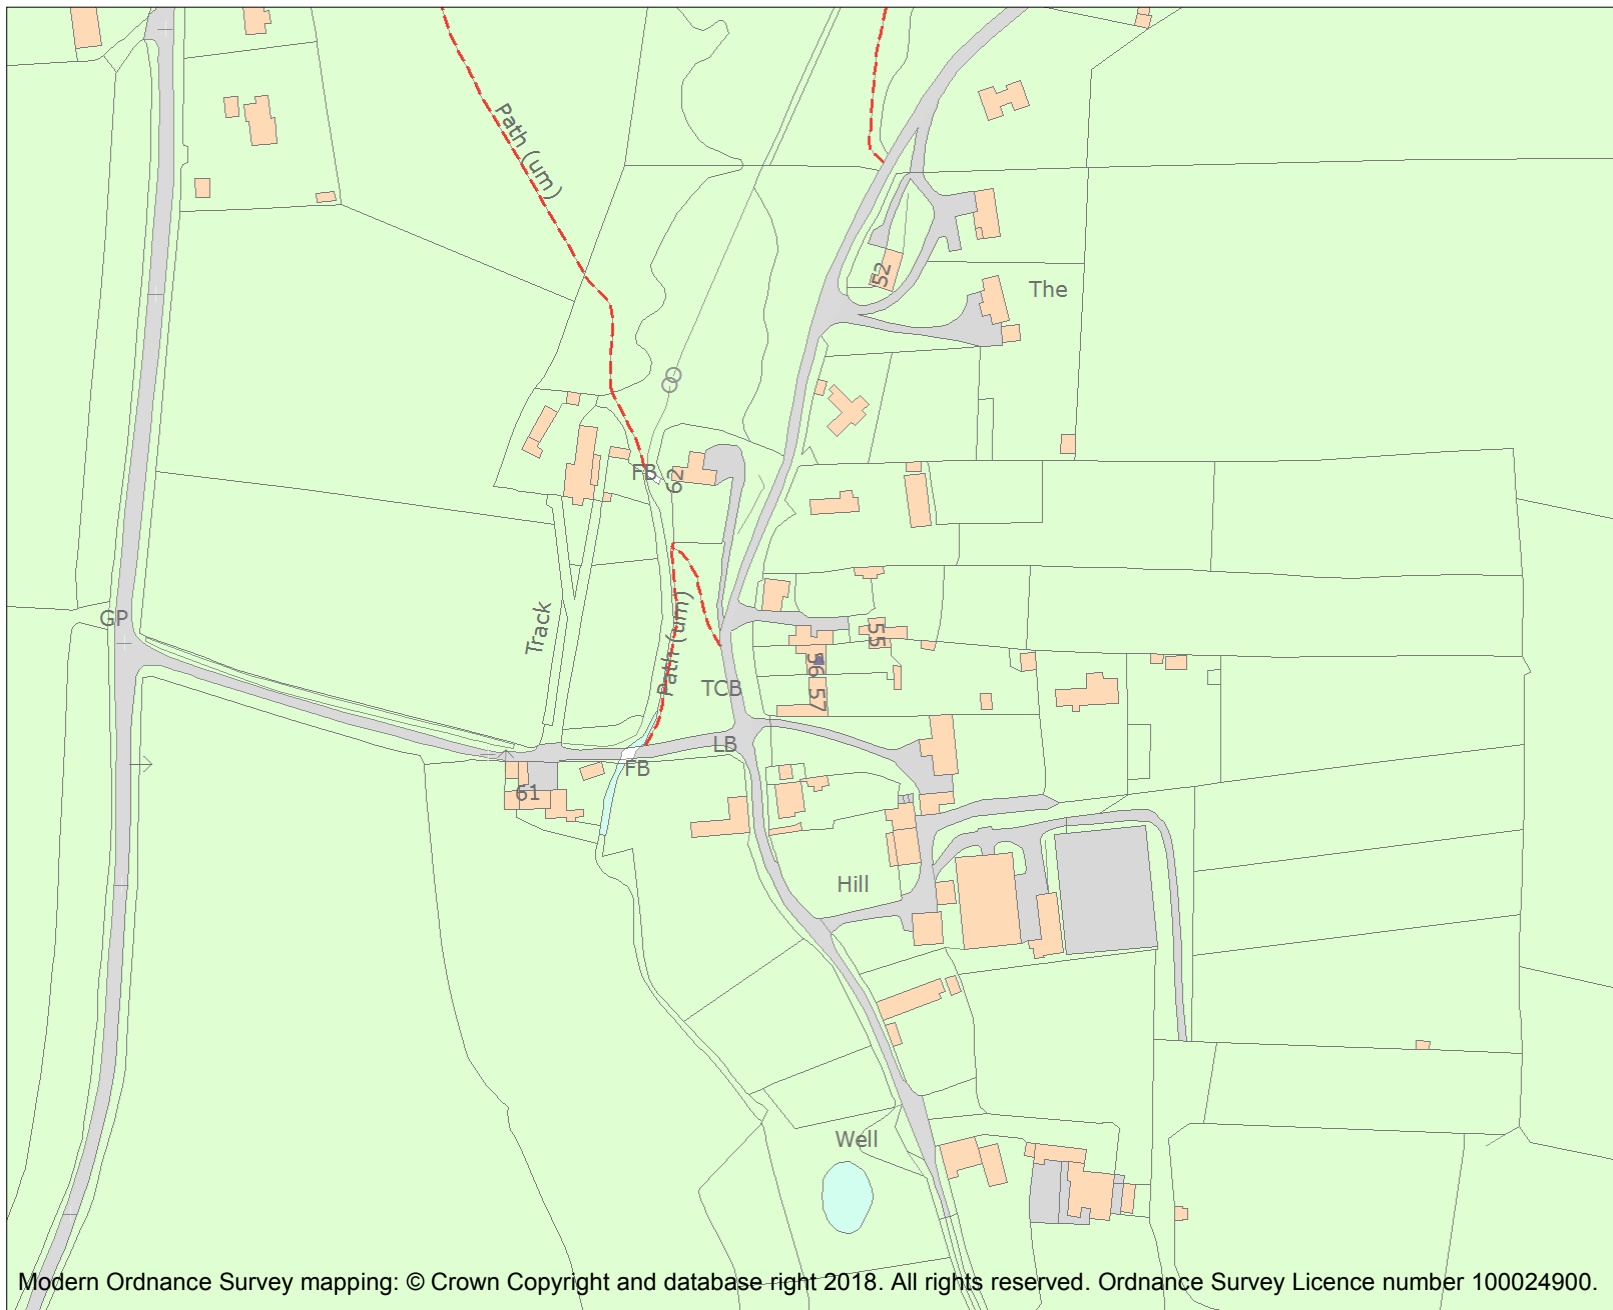 Path (um)
52
The
FB
62
GP
Track
Path (um)
55
56
57
TCB
LB
FB
61
Hill
Well
Modern Ordnance Survey mapping: © Crown Copyright and database right 2018. All rights reserved. Ordnance Survey Licence number 100024900.